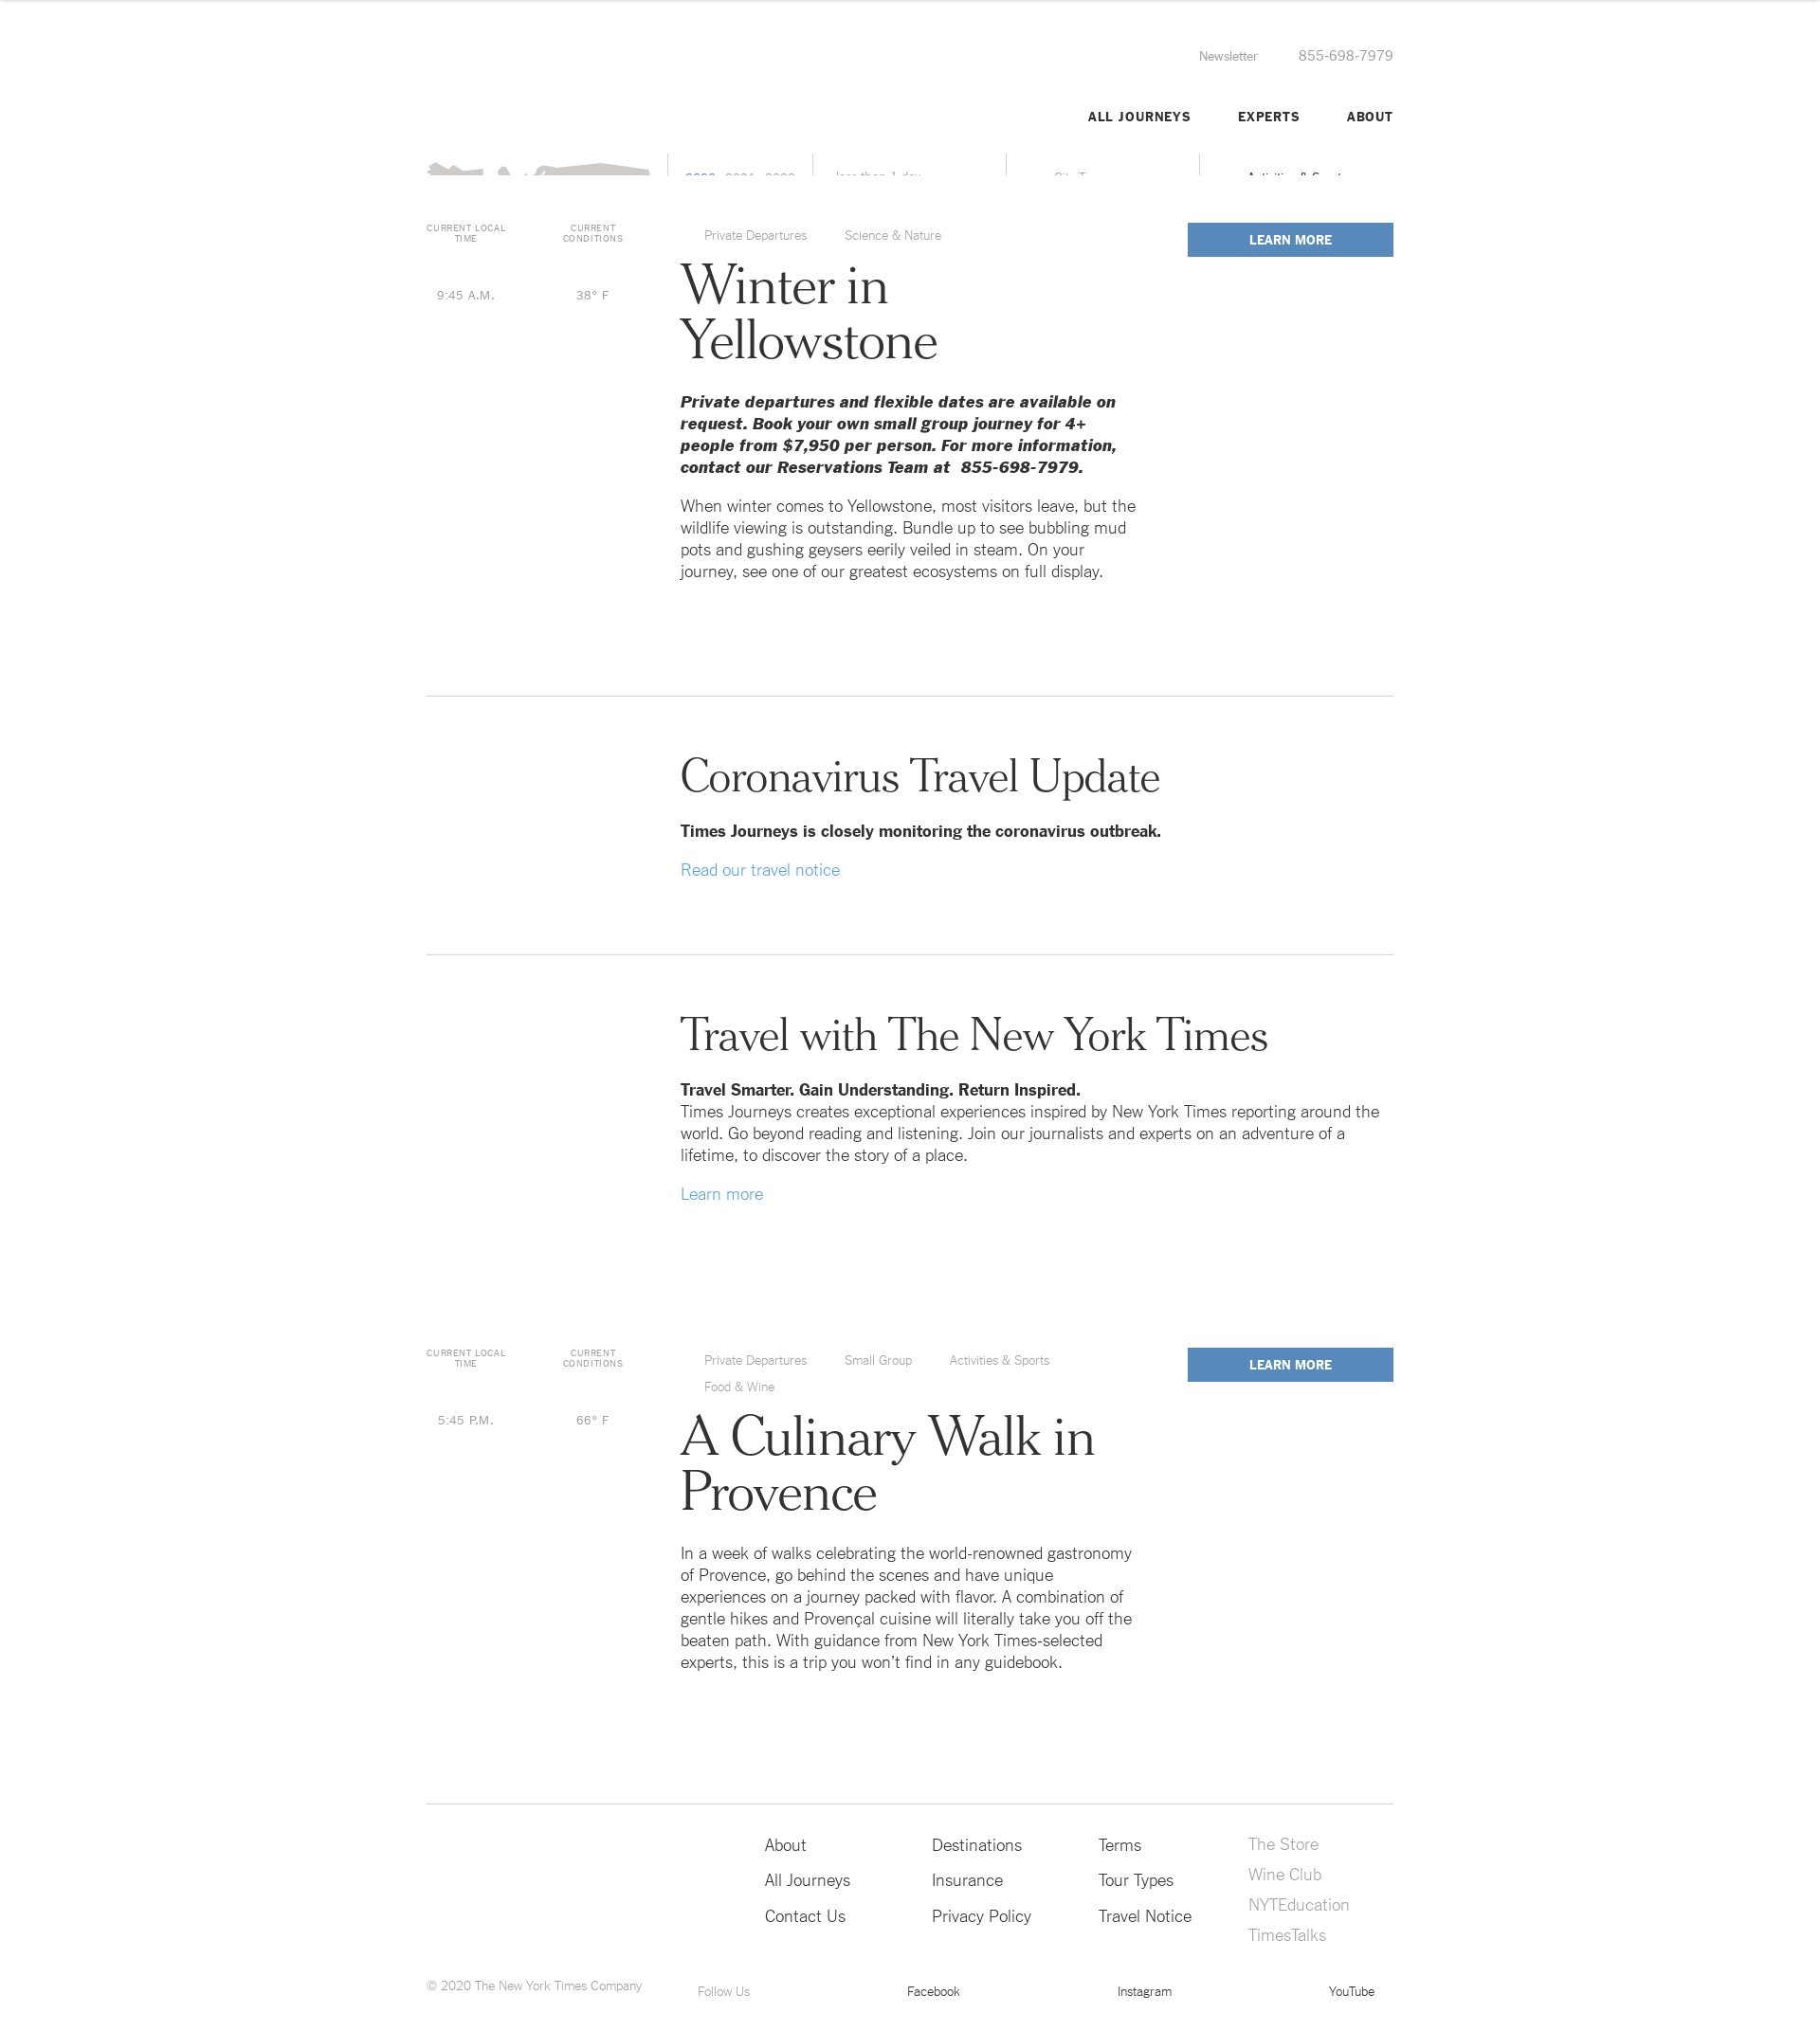 Newsletter 855-698-7979
ALL JOURNEYS EXPERTS ABOUT
CURRENT LOCAL TIME
CURRENT CONDITIONS
9:45 A.M.
38° F
Private Departures Science & Nature
LEARN MORE
Winter in
Yellowstone
Private departures and flexible dates are available on
request. Book your own small group journey for 4+
people from $7,950 per person. For more information,
contact our Reservations Team at 855-698-7979.
When winter comes to Yellowstone, most visitors leave, but the
wildlife viewing is outstanding. Bundle up to see bubbling mud
pots and gushing geysers eerily veiled in steam. On your
journey, see one of our greatest ecosystems on full display.
Coronavirus Travel Update
Times Journeys is closely monitoring the coronavirus outbreak.
Read our travel notice
Travel with The New York Times
Travel Smarter. Gain Understanding. Return Inspired.
Times Journeys creates exceptional experiences inspired by New York Times reporting around the
world. Go beyond reading and listening. Join our journalists and experts on an adventure of a
lifetime, to discover the story of a place.
Learn more
CURRENT LOCAL TIME
CURRENT CONDITIONS
5:45 P.M.
66° F
Private Departures Small Group Activities & Sports
Food & Wine
LEARN MORE
A Culinary Walk in
Provence
In a week of walks celebrating the world-renowned gastronomy
of Provence, go behind the scenes and have unique
experiences on a journey packed with flavor. A combination of
gentle hikes and Provençal cuisine will literally take you off the
beaten path. With guidance from New York Times-selected
experts, this is a trip you won’t find in any guidebook.
About
All Journeys
Contact Us
Destinations
Insurance
Privacy Policy
Terms
Tour Types
Travel Notice
The Store
Wine Club
NYTEducation
TimesTalks
© 2020 The New York Times Company
Follow Us Facebook Instagram YouTube